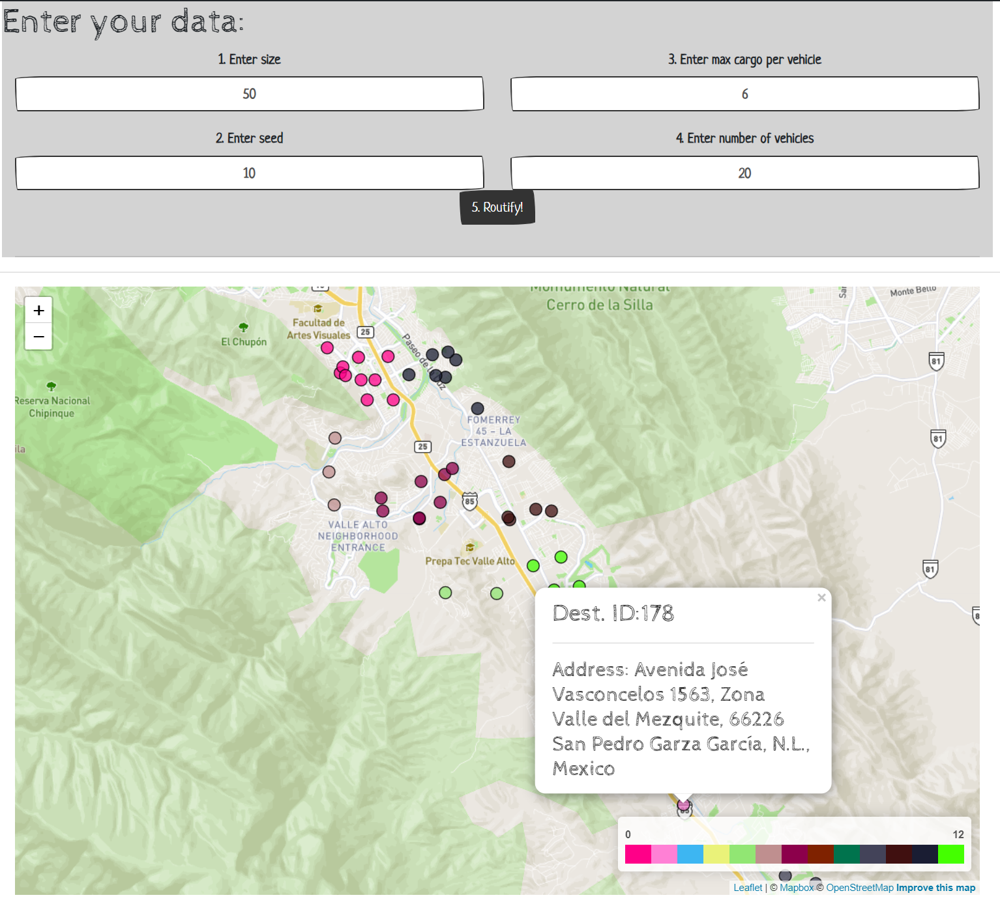 Enter your data:
1. Enter size
50
3. Enter max cargo per vehicle
6
2. Enter seed
10
4. Enter number of vehicles
20
5. Routify!
+
−
Monumento Natural
Cerro de la Silla
Monte Bello
Facultad de
Artes Visuales
25
El Chupón
81
Reserva Nacional
Chipinque
FOMERREY
45 – LA
ESTANZUELA
81
25
85
VALLE ALTO
NEIGHBORHOOD
ENTRANCE
Prepa Tec Valle Alto
81
×
Dest. ID:178
Address: Avenida José
Vasconcelos 1563, Zona
Valle del Mezquite, 66226
San Pedro Garza García, N.L.,
Mexico
0 12
Leaflet | © Mapbox © OpenStreetMap Improve this map